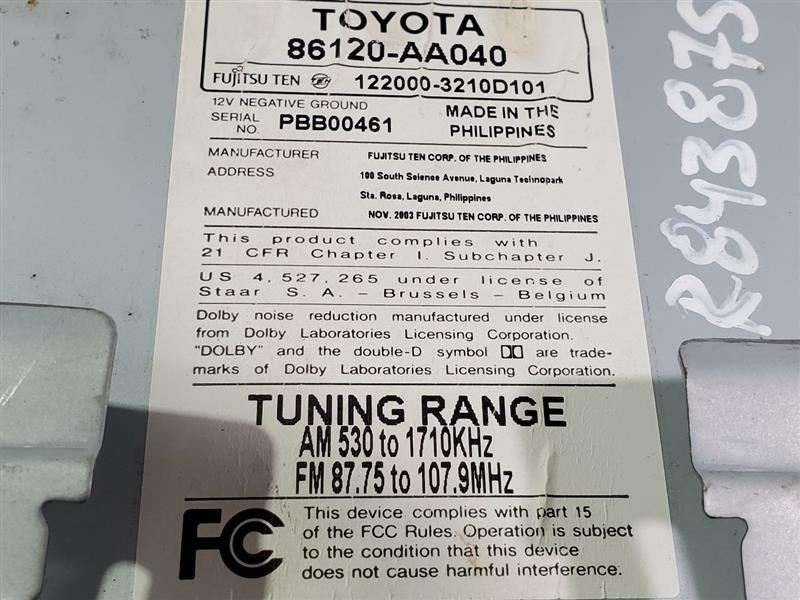 TOYOTA
86120-AA040
FUJITSU TEN 122000-3210D101
12V NEGATIVE GROUND
SERIAL NO. PBB00461
MADE IN THE PHILIPPINES
MANUFACTURER FUJITSU TEN CORP. OF THE PHILIPPINES
ADDRESS 100 South Science Avenue, Laguna Technopark
Sta. Rosa, Laguna, Philippines
MANUFACTURED NOV. 2003 FUJITSU TEN CORP. OF THE PHILIPPINES
This product complies with
21 CFR Chapter I. Subchapter J.
US 4,527,265 under license of
Staar S. A. – Brussels – Belgium
Dolby noise reduction manufactured under license
from Dolby Laboratories Licensing Corporation.
"DOLBY" and the double-D symbol are trade-
marks of Dolby Laboratories Licensing Corporation.
TUNING RANGE
AM 530 to 1710KHz
FM 87.75 to 107.9MHz
FC
This device complies with part 15
of the FCC Rules. Operation is subject
to the condition that this device
does not cause harmful interference.
R843875